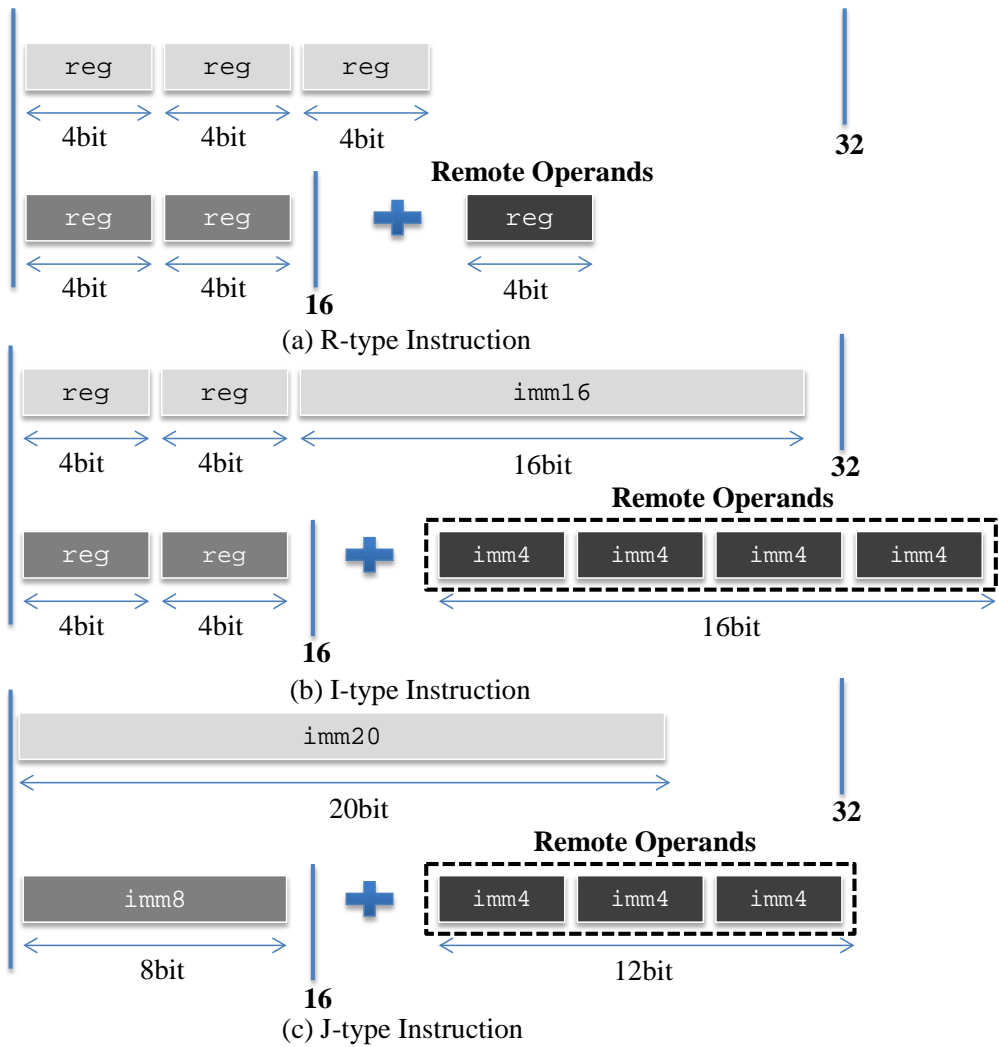 reg reg reg
4bit 4bit 4bit
32
Remote Operands
reg reg reg
4bit 4bit 4bit
16
(a) R-type Instruction
reg reg imm16
4bit 4bit 16bit
32
Remote Operands
reg reg imm4 imm4 imm4 imm4
4bit 4bit 16bit
16
(b) I-type Instruction
imm20
20bit
32
Remote Operands
imm8 imm4 imm4 imm4
8bit 12bit
16
(c) J-type Instruction